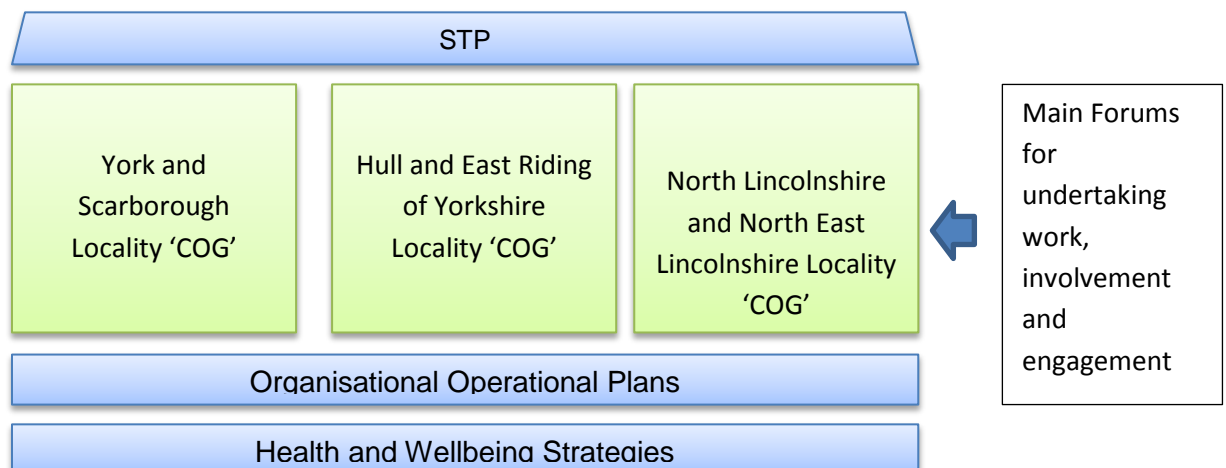 STP
York and
Scarborough
Locality ‘COG’
Hull and East Riding
of Yorkshire
Locality ‘COG’
North Lincolnshire
and North East
Lincolnshire Locality
‘COG’
Main Forums
for
undertaking
work,
involvement
and
engagement
Organisational Operational Plans
Health and Wellbeing Strategies